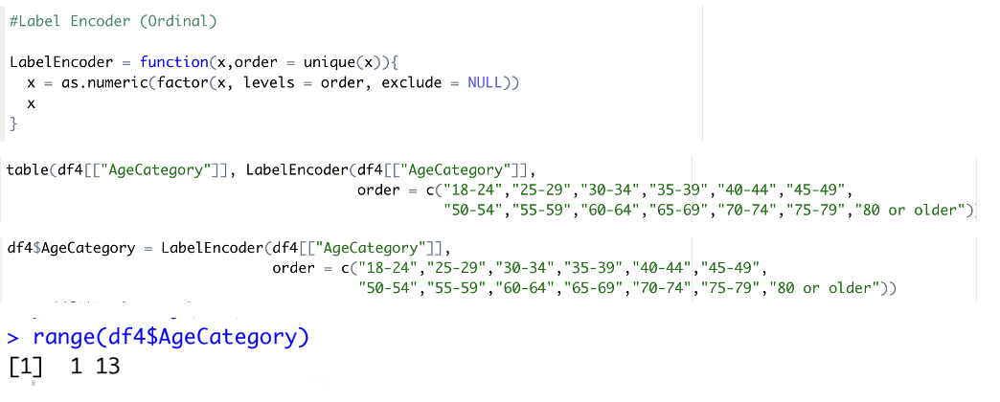 #Label Encoder (Ordinal)
LabelEncoder = function(x,order = unique(x)){
  x = as.numeric(factor(x, levels = order, exclude = NULL))
  x
}
table(df4[["AgeCategory"]], LabelEncoder(df4[["AgeCategory"]],
order = c("18-24","25-29","30-34","35-39","40-44","45-49",
"50-54","55-59","60-64","65-69","70-74","75-79","80 or older"))
df4$AgeCategory = LabelEncoder(df4[["AgeCategory"]],
order = c("18-24","25-29","30-34","35-39","40-44","45-49",
"50-54","55-59","60-64","65-69","70-74","75-79","80 or older"))
> range(df4$AgeCategory)
[1]  1 13